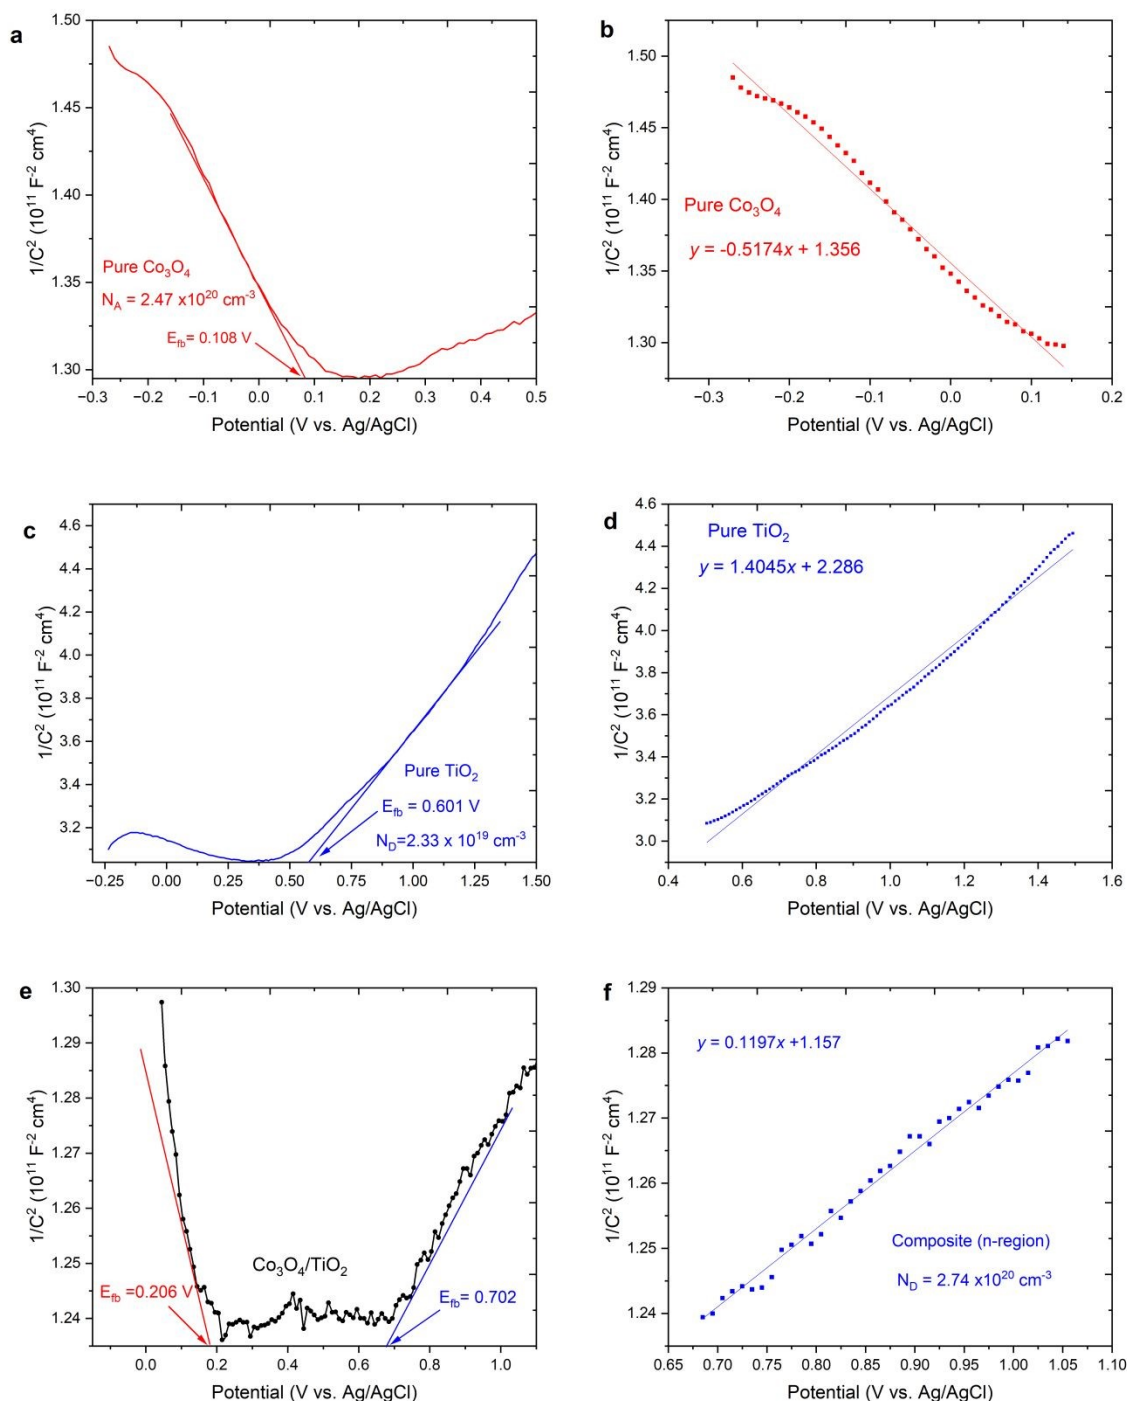 a
1.50
1.45
1.40
1.35
1.30
1/C² (10¹¹ F⁻² cm⁴)
Pure Co₃O₄
N_A = 2.47 x10²⁰ cm⁻³
E_fb= 0.108 V
−0.3 −0.2 −0.1 0.0 0.1 0.2 0.3 0.4 0.5
Potential (V vs. Ag/AgCl)
b
1.50
1.45
1.40
1.35
1.30
1/C² (10¹¹ F⁻² cm⁴)
Pure Co₃O₄
y = -0.5174x + 1.356
−0.3 −0.2 −0.1 0.0 0.1 0.2
Potential (V vs. Ag/AgCl)
c
4.6
4.2
4.0
3.8
3.6
3.4
3.2
1/C² (10¹¹ F⁻² cm⁴)
Pure TiO₂
E_fb = 0.601 V
N_D=2.33 x 10¹⁹ cm⁻³
−0.25 0.00 0.25 0.50 0.75 1.00 1.25 1.50
Potential (V vs. Ag/AgCl)
d
4.6
4.4
4.2
4.0
3.8
3.6
3.4
3.2
3.0
1/C² (10¹¹ F⁻² cm⁴)
Pure TiO₂
y = 1.4045x + 2.286
0.4 0.6 0.8 1.0 1.2 1.4 1.6
Potential (V vs. Ag/AgCl)
e
1.30
1.29
1.28
1.27
1.26
1.25
1.24
1/C² (10¹¹ F⁻² cm⁴)
Co₃O₄/TiO₂
E_fb=0.206 V
E_fb= 0.702
0.0 0.2 0.4 0.6 0.8 1.0
Potential (V vs. Ag/AgCl)
f
1.29
1.28
1.27
1.26
1.25
1.24
1/C² (10¹¹ F⁻² cm⁴)
y = 0.1197x +1.157
Composite (n-region)
N_D = 2.74 x10²⁰ cm⁻³
0.65 0.70 0.75 0.80 0.85 0.90 0.95 1.00 1.05 1.10
Potential (V vs. Ag/AgCl)